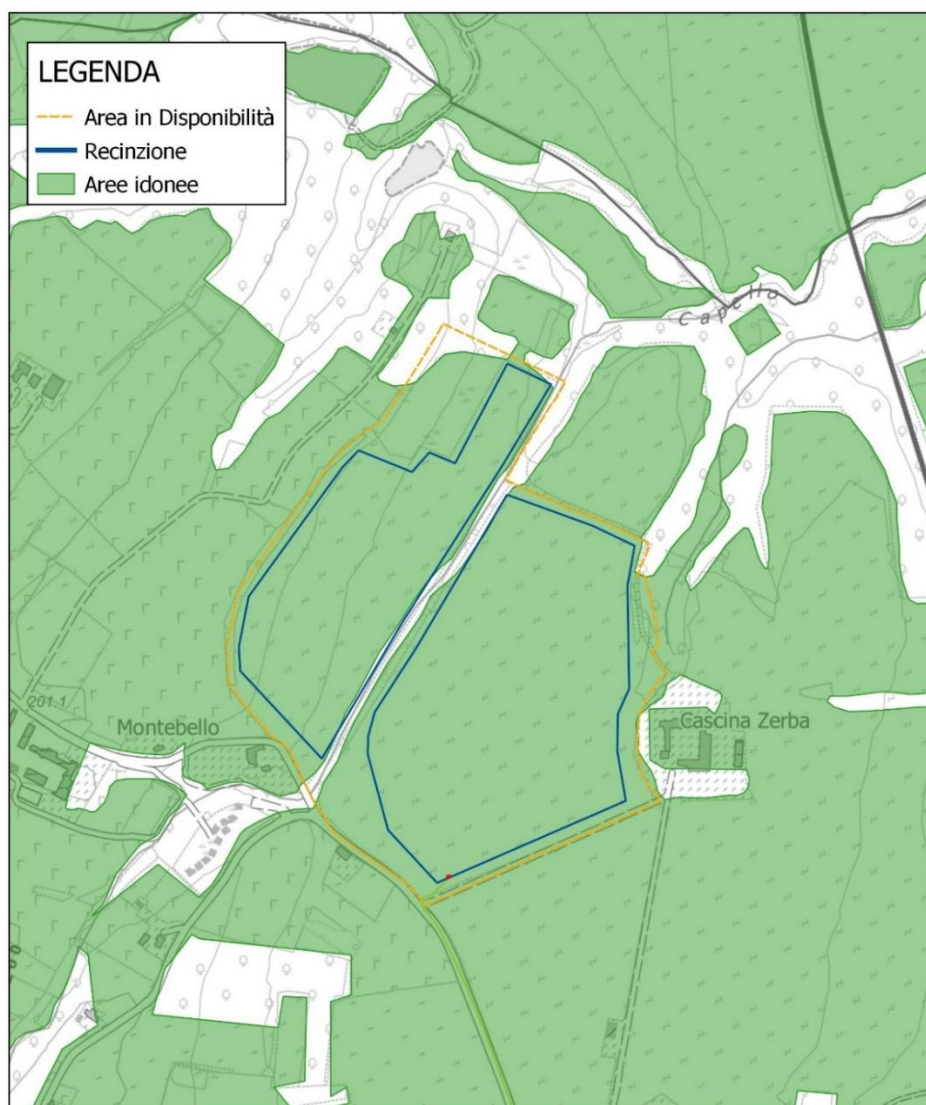 LEGENDA
Area in Disponibilità
Recinzione
Aree idonee
Capello
201.1
Montebello
Cascina Zerba